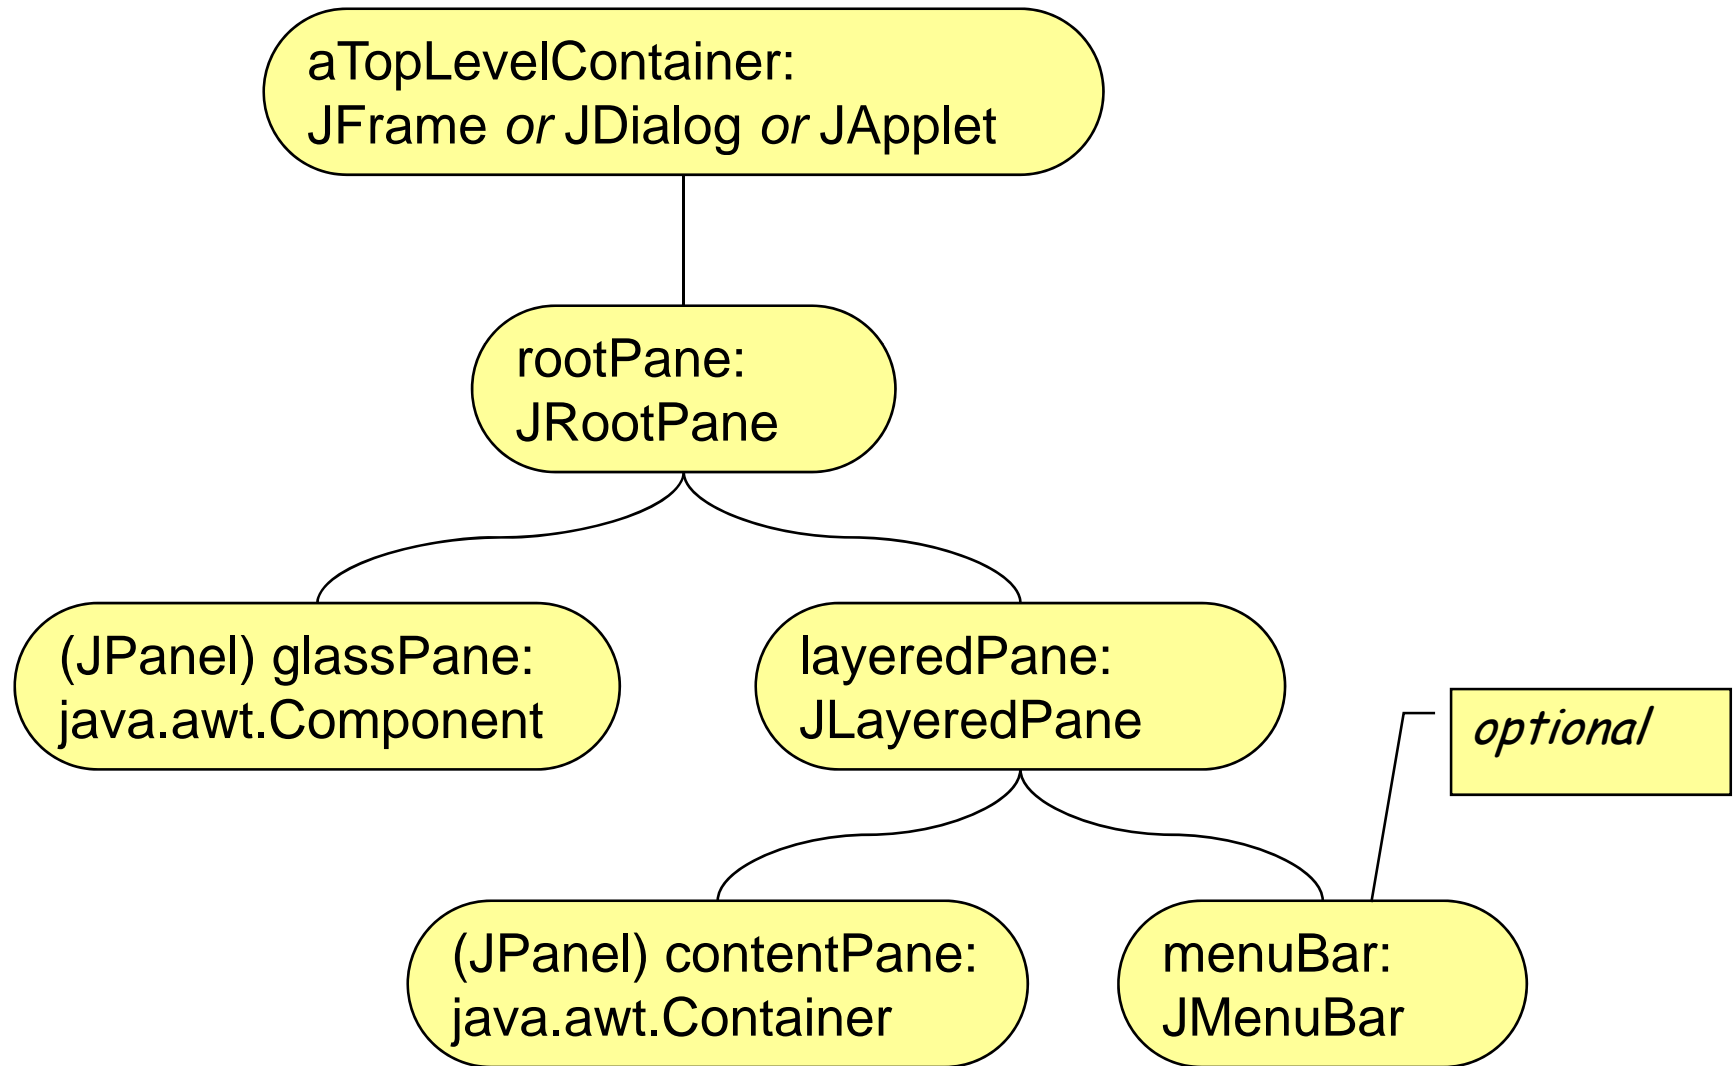 aTopLevelContainer:
JFrame or JDialog or JApplet
rootPane:
JRootPane
(JPanel) glassPane:
java.awt.Component
layeredPane:
JLayeredPane
optional
(JPanel) contentPane:
java.awt.Container
menuBar:
JMenuBar